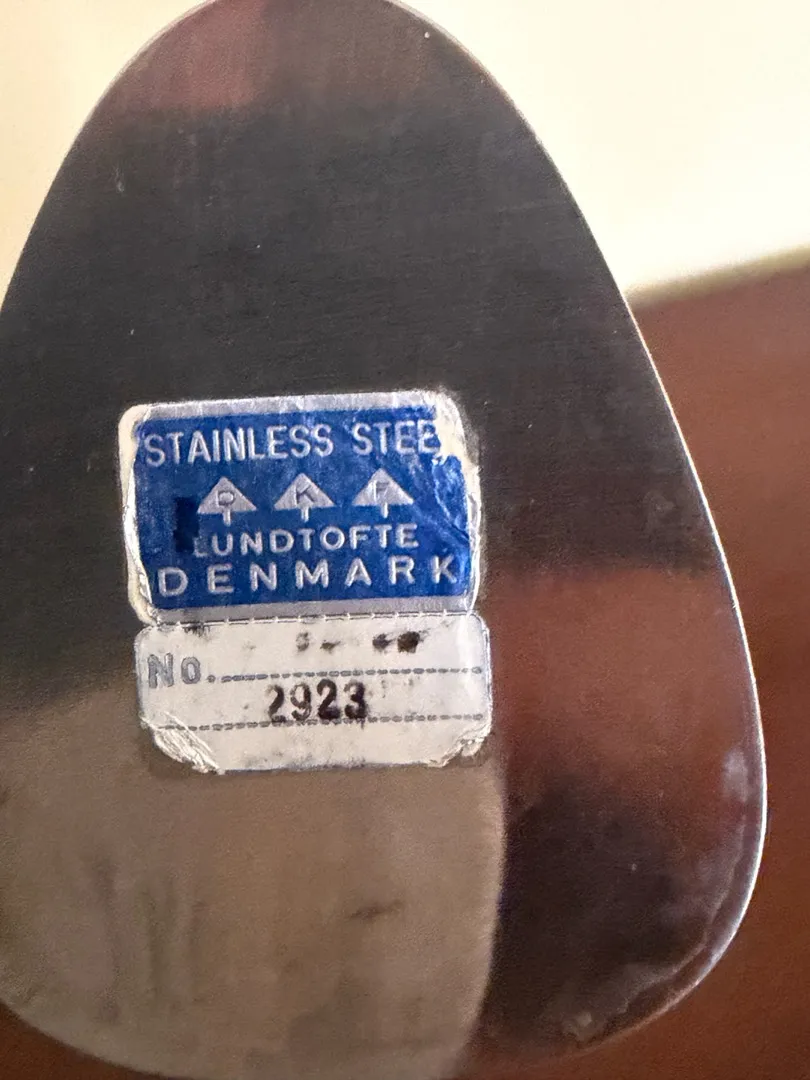 STAINLESS STEEL
D K F
LUNDTOFTE
DENMARK
No.
2923